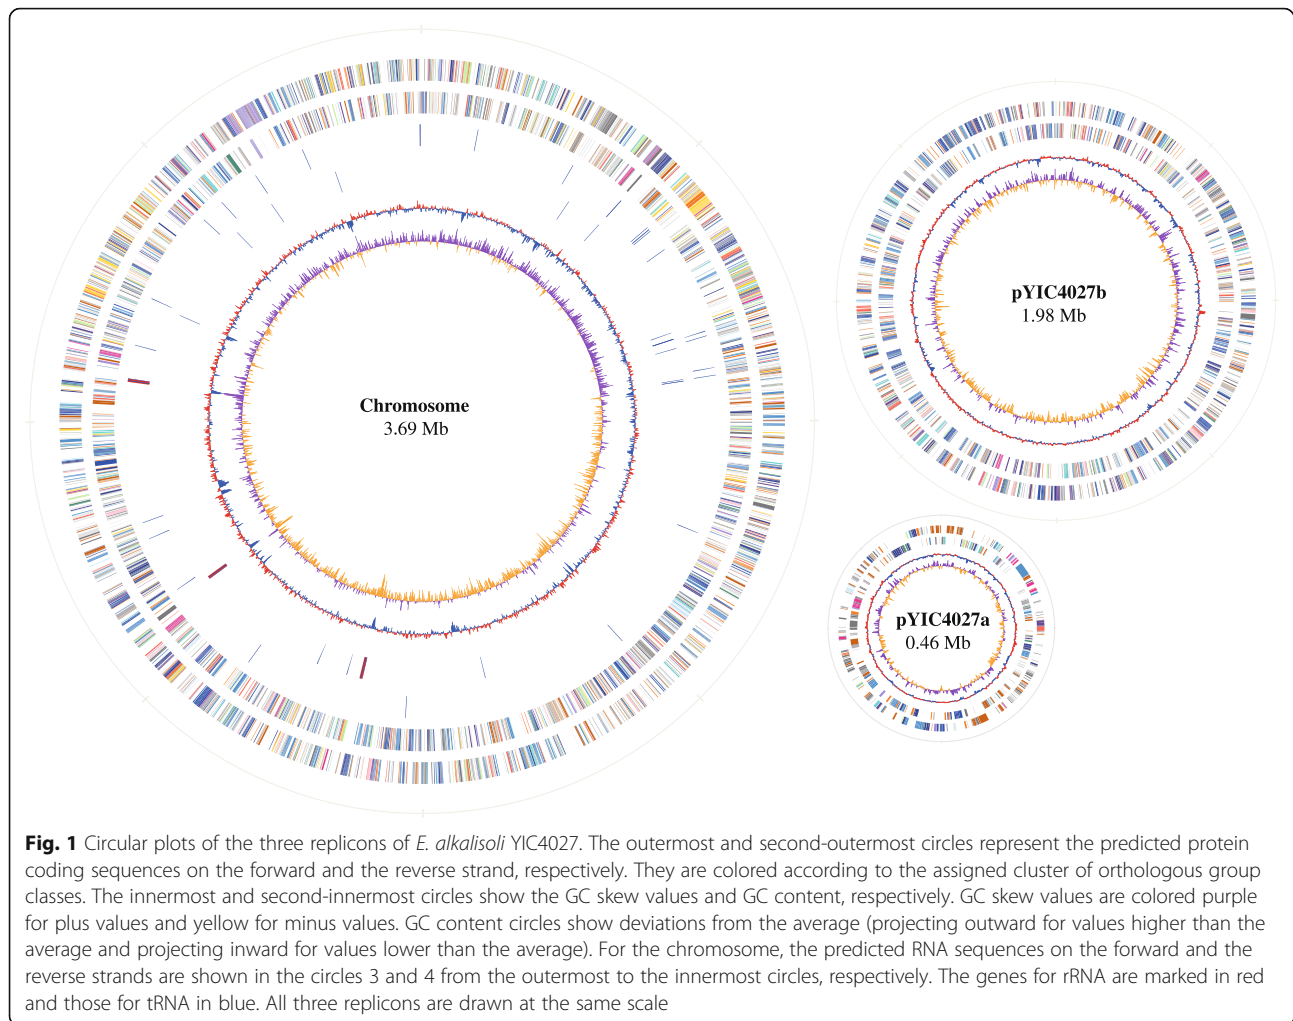 Chromosome
3.69 Mb
pYIC4027b
1.98 Mb
pYIC4027a
0.46 Mb
Fig. 1 Circular plots of the three replicons of E. alkalisoli YIC4027. The outermost and second-outermost circles represent the predicted protein
coding sequences on the forward and the reverse strand, respectively. They are colored according to the assigned cluster of orthologous group
classes. The innermost and second-innermost circles show the GC skew values and GC content, respectively. GC skew values are colored purple
for plus values and yellow for minus values. GC content circles show deviations from the average (projecting outward for values higher than the
average and projecting inward for values lower than the average). For the chromosome, the predicted RNA sequences on the forward and the
reverse strands are shown in the circles 3 and 4 from the outermost to the innermost circles, respectively. The genes for rRNA are marked in red
and those for tRNA in blue. All three replicons are drawn at the same scale